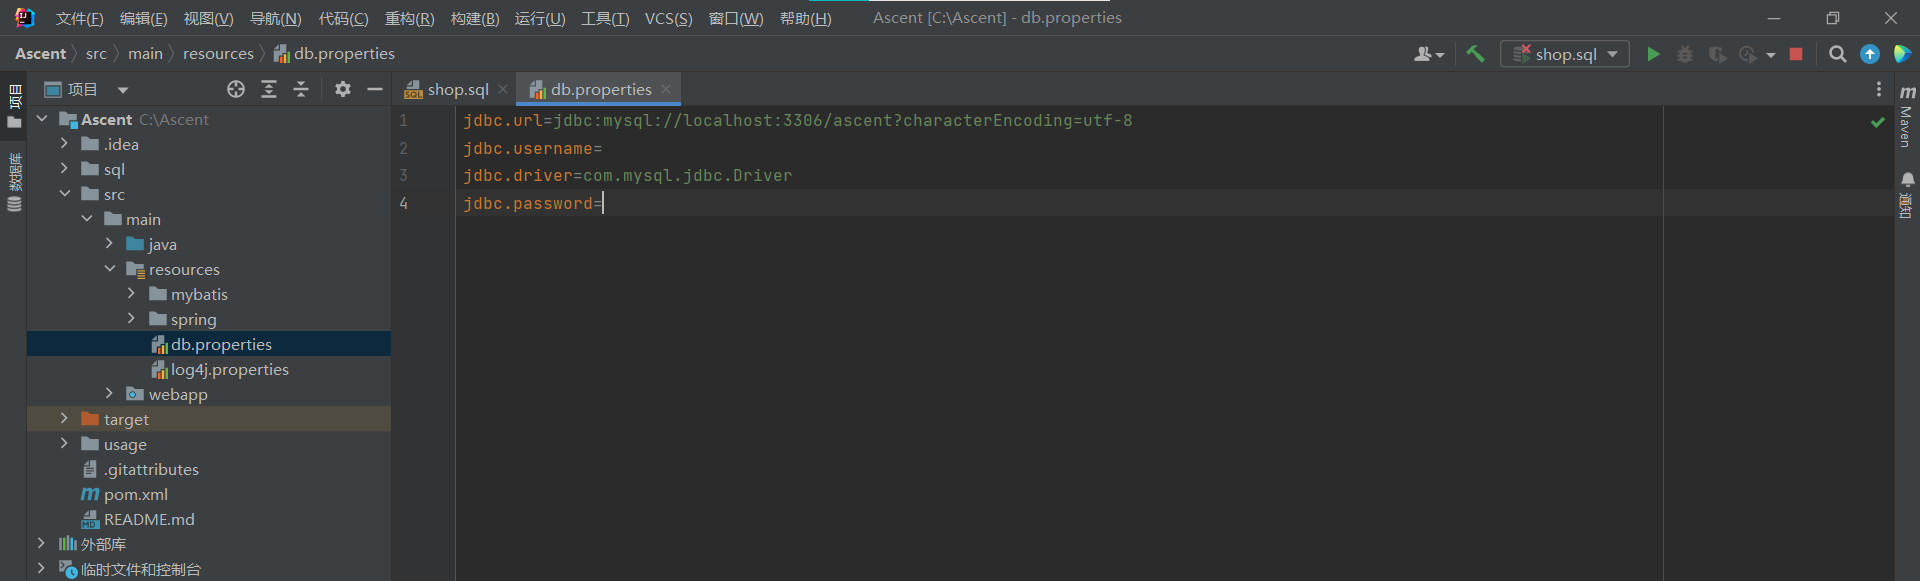 文件(F) 编辑(E) 视图(V) 导航(N) 代码(C) 重构(R) 构建(B) 运行(U) 工具(T) VCS(S) 窗口(W) 帮助(H) Ascent [C:\Ascent] - db.properties
Ascent src main resources db.properties shop.sql
项目 shop.sql db.properties
Ascent C:\Ascent
.idea
sql
src
main
java
resources
mybatis
spring
db.properties
log4j.properties
webapp
target
usage
.gitattributes
pom.xml
README.md
外部库
临时文件和控制台
1 jdbc.url=jdbc:mysql://localhost:3306/ascent?characterEncoding=utf-8
2 jdbc.username=
3 jdbc.driver=com.mysql.jdbc.Driver
4 jdbc.password=
项目
数据库
Maven
通知